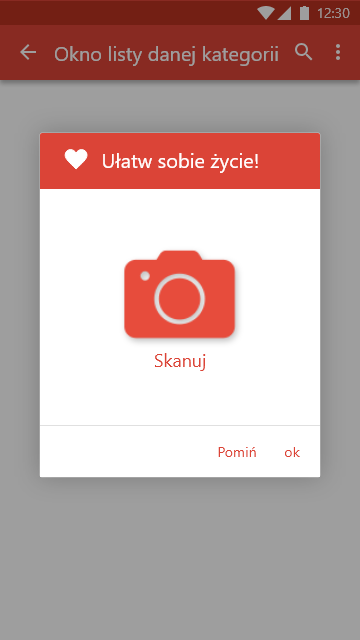 12:30
Okno listy danej kategorii
Ułatw sobie życie!
Skanuj
Pomiń ok